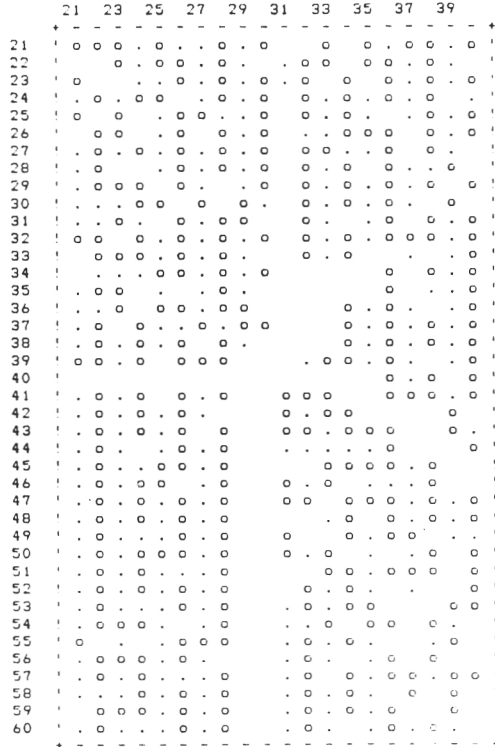 21 23 25 27 29 31 33 35 37 39
+ - - - - - - - - - - - - - - - - - - - - +
21 ' o o o . o . . o . o o . o . o o . o '
22 ' o . o o . o . o . o o . o o . o . '
23 ' o . . o . o . o . o . o . o . o . o
24 ' . o . o o . o . o . o . o . o .
25 ' o o . o o . o o . o . o . o . o
26 ' o o . o . o o . o o o . o . o
27 ' . o . o . o . o . o . o o . . o
28 ' . o . o . o . o . o . o . o . o
29 ' . o o o o . o o . o . o . o o
30 ' . . . o o o o . o . o . o . o
31 ' . . o . o . o o o . . o o . o
32 ' o o . o . o . o . o o . o . o o o . o
33 ' . o o o . o . o o . o . . o
34 ' . . o o . o . o o o . o
35 ' . o o . . o . o . . o
36 ' . o o o o . o o o . o . . o
37 ' . o o . . o . o o o . o . o . o
38 ' . o . o . o o . o . o . o . o
39 ' o o . o o o o . o o . o . . o
40 ' o . o o
41 ' . o . o . o . o o o o o o o . o
42 ' . o . o . o . o . o o o
43 ' . o . o . o . o o o . o o o o .
44 ' . o . . . o . o . . . . . o o
45 ' . o . . o o . o o o o o . o
46 ' . o . o o . . o o . o . . . o
47 ' . o . o . o . o o o o o o . o . o
48 ' . o . o . o . o . o o . o . o
49 ' . o . . . o . o o o . o o . . .
50 ' . o . o o o . o o . o . o o
51 ' . o . o . . . o o o o o o o
52 ' . o . o . o . o o . o . . o
53 ' . o . . . o . o . o . o o o o
54 ' . o o o . o . o . o . o o o .
55 ' o . . o o o . o . o . . o
56 ' . o o o . o . . o . . o o
57 ' . o . o . o . o . o . o . o o . o o
58 ' . . . o . o . o . o . o . o . o o
59 ' . o o o . o . o . o . o . o o
60 ' . o . o . o . o . o . o . o .
+ - - - - - - - - - - - - - - - - - - - - +